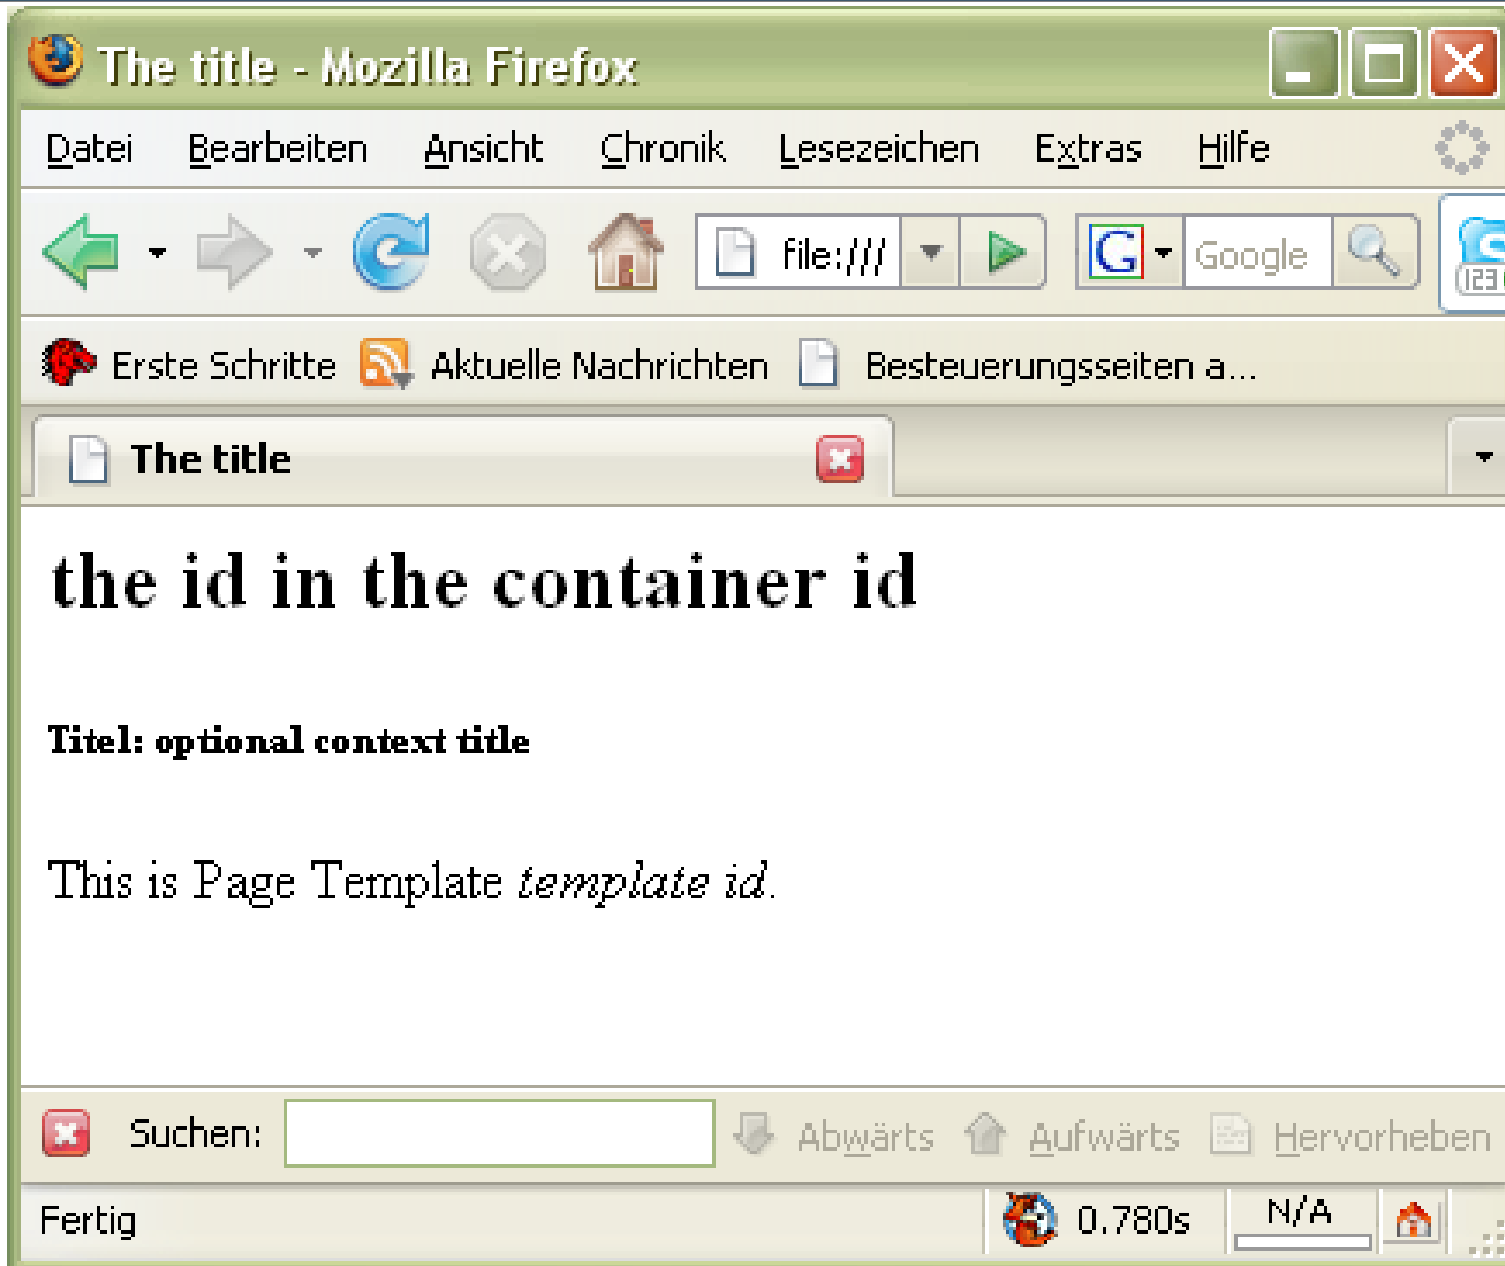 The title - Mozilla Firefox
Datei Bearbeiten Ansicht Chronik Lesezeichen Extras Hilfe
file:/// G Google 123
Erste Schritte Aktuelle Nachrichten Besteuerungsseiten a...
The title
the id in the container id
Titel: optional context title
This is Page Template template id.
Suchen: Abwärts Aufwärts Hervorheben
Fertig 0.780s N/A